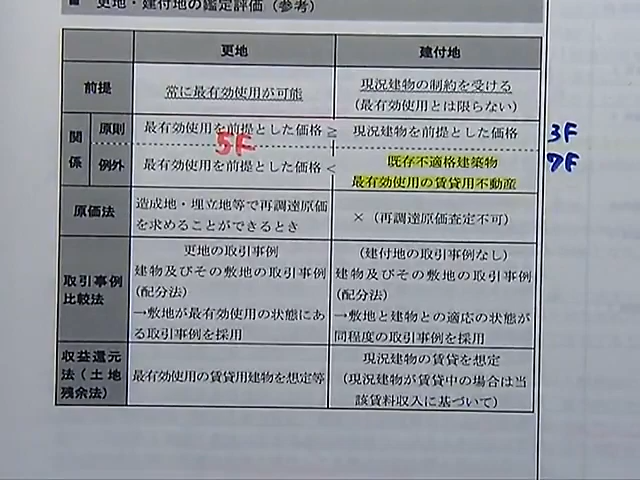 ■ 更地・建付地の鑑定評価（参考）
更地
建付地
前提
常に最有効使用が可能
現況建物の制約を受ける
（最有効使用とは限らない）
関係
原則
最有効使用を前提とした価格 ≧
現況建物を前提とした価格
3F
5F
例外
最有効使用を前提とした価格 <
既存不適格建築物
最有効使用の賃貸用不動産
7F
原価法
造成地・埋立地等で再調達原価
を求めることができるとき
×（再調達原価査定不可）
取引事例
比較法
更地の取引事例
建物及びその敷地の取引事例
(配分法)
→敷地が最有効使用の状態にあ
る取引事例を採用
（建付地の取引事例なし）
建物及びその敷地の取引事例
(配分法)
→敷地と建物との適応の状態が
同程度の取引事例を採用
収益還元
法（土地
残余法）
最有効使用の賃貸用建物を想定等
現況建物の賃貸を想定
(現況建物が賃貸中の場合は当
該賃料収入に基づいて)